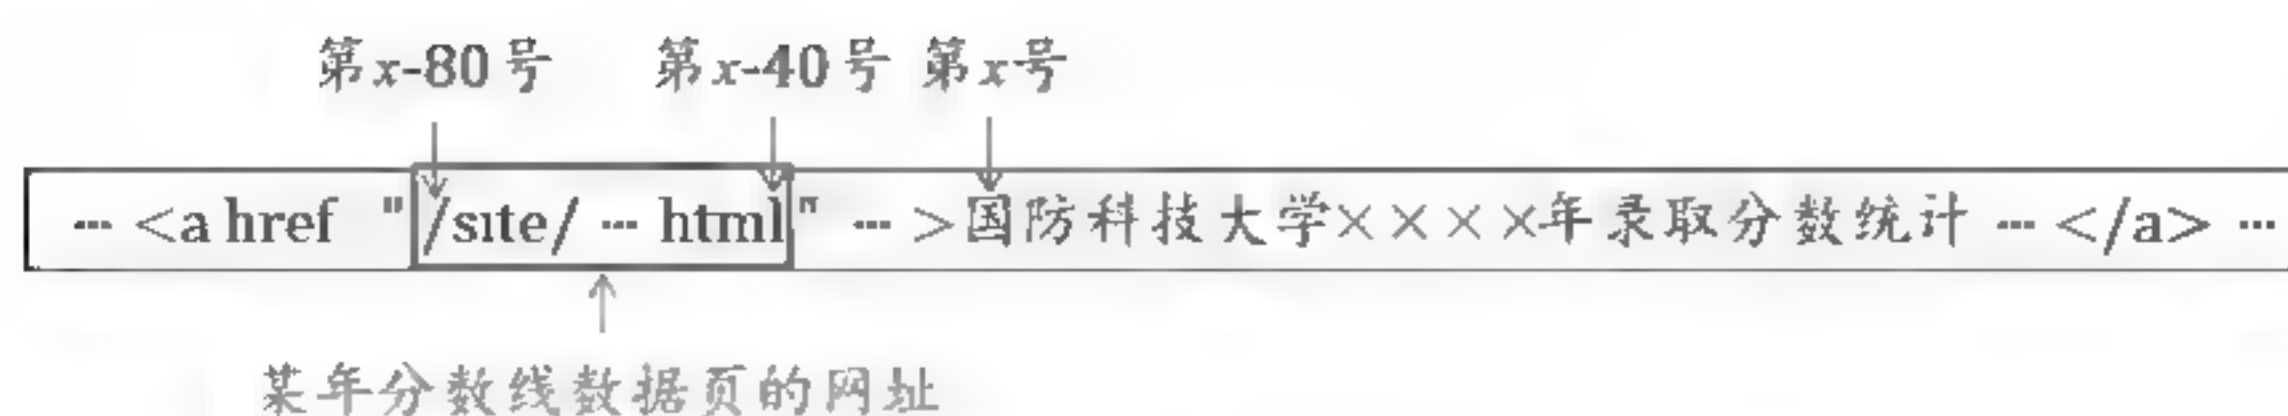 第x-80号 第x-40号 第x号
… <a href "/site/ … html" … >国防科技大学××××年录取分数统计 … </a> …
某年分数线数据页的网址